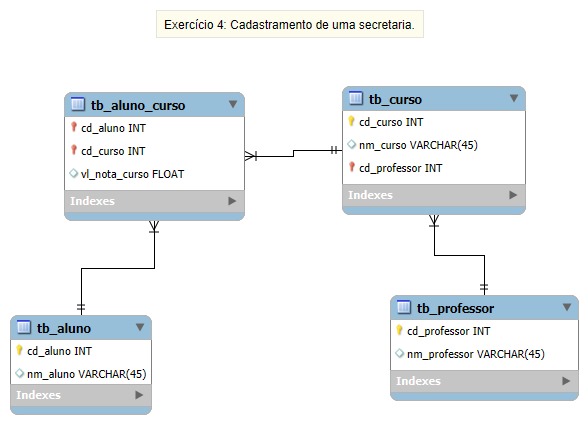 Exercício 4: Cadastramento de uma secretaria.
tb_aluno_curso
cd_aluno INT
cd_curso INT
vl_nota_curso FLOAT
Indexes
tb_curso
cd_curso INT
nm_curso VARCHAR(45)
cd_professor INT
Indexes
tb_aluno
cd_aluno INT
nm_aluno VARCHAR(45)
Indexes
tb_professor
cd_professor INT
nm_professor VARCHAR(45)
Indexes